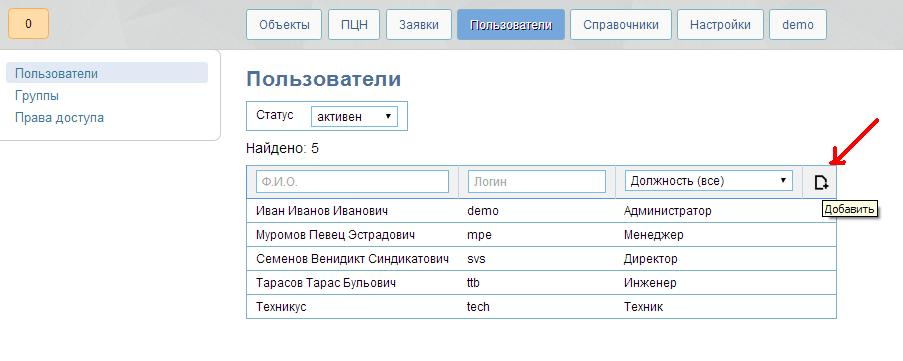 0
Объекты ПЦН Заявки Пользователи Справочники Настройки demo
Пользователи
Группы
Права доступа
Пользователи
Статус активен
Найдено: 5
Ф.И.О. Логин Должность (все)
Добавить
Иван Иванов Иванович demo Администратор
Муромов Певец Эстрадович mpe Менеджер
Семенов Венидикт Синдикатович svs Директор
Тарасов Тарас Бульович ttb Инженер
Техникус tech Техник